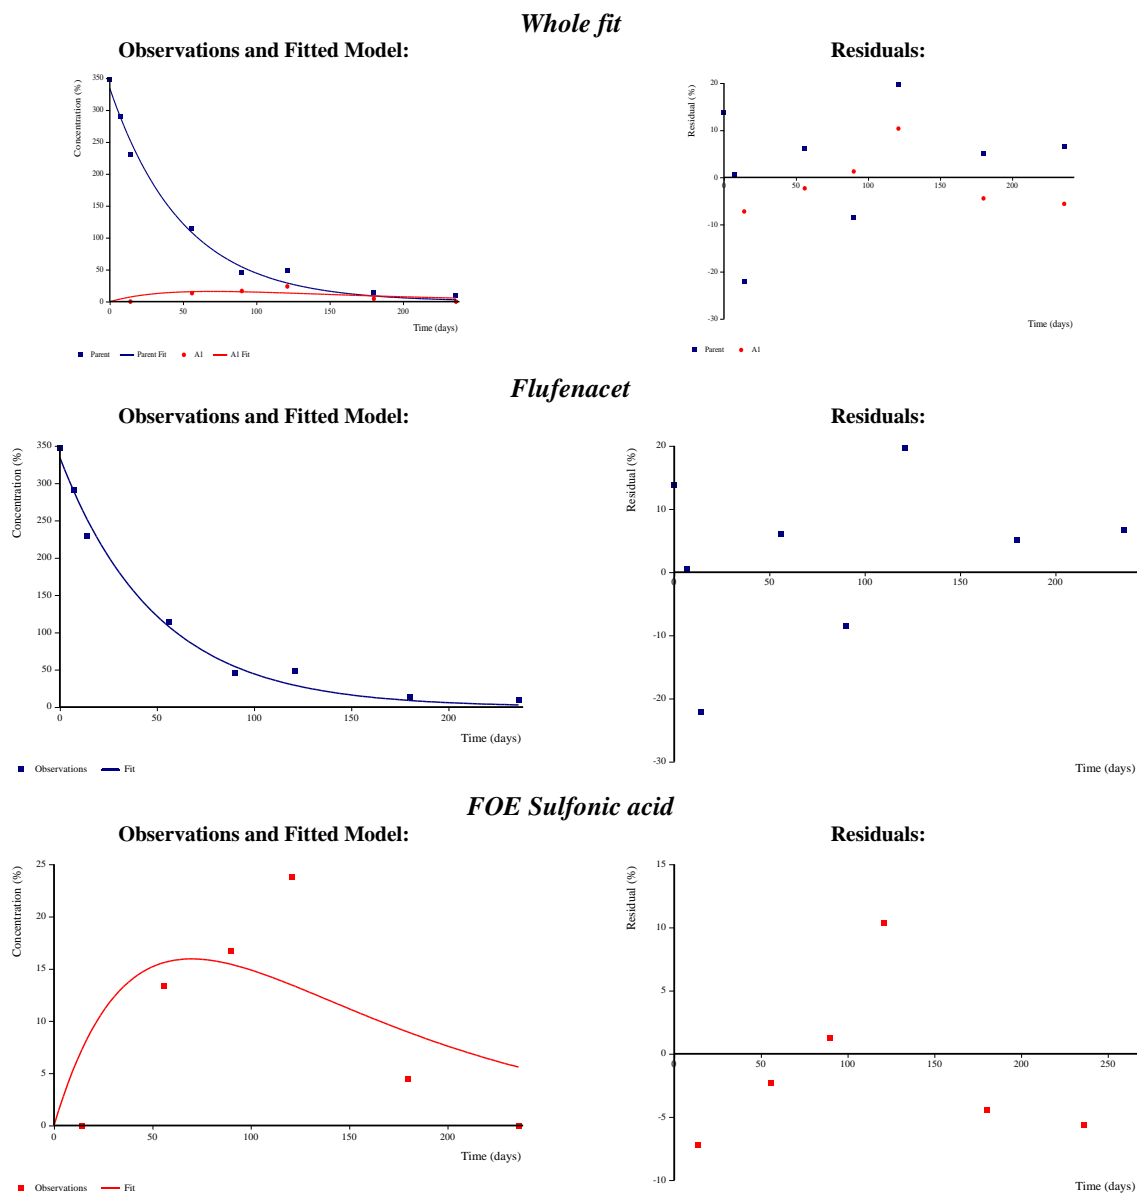 Whole fit
Observations and Fitted Model:
Residuals:
Concentration (%)
350
300
250
200
150
100
50
0
0 50 100 150 200
Time (days)
Parent Parent Fit A1 A1 Fit
Residual (%)
20
10
0
-10
-20
-30
0 50 100 150 200
Time (days)
Parent A1
Flufenacet
Observations and Fitted Model:
Residuals:
Concentration (%)
350
300
250
200
150
100
50
0
0 50 100 150 200
Time (days)
Observations Fit
Residual (%)
20
10
0
-10
-20
-30
0 50 100 150 200
Time (days)
FOE Sulfonic acid
Observations and Fitted Model:
Residuals:
Concentration (%)
25
20
15
10
5
0
0 50 100 150 200
Time (days)
Observations Fit
Residual (%)
15
10
5
0
-5
-10
0 50 100 150 200 250
Time (days)